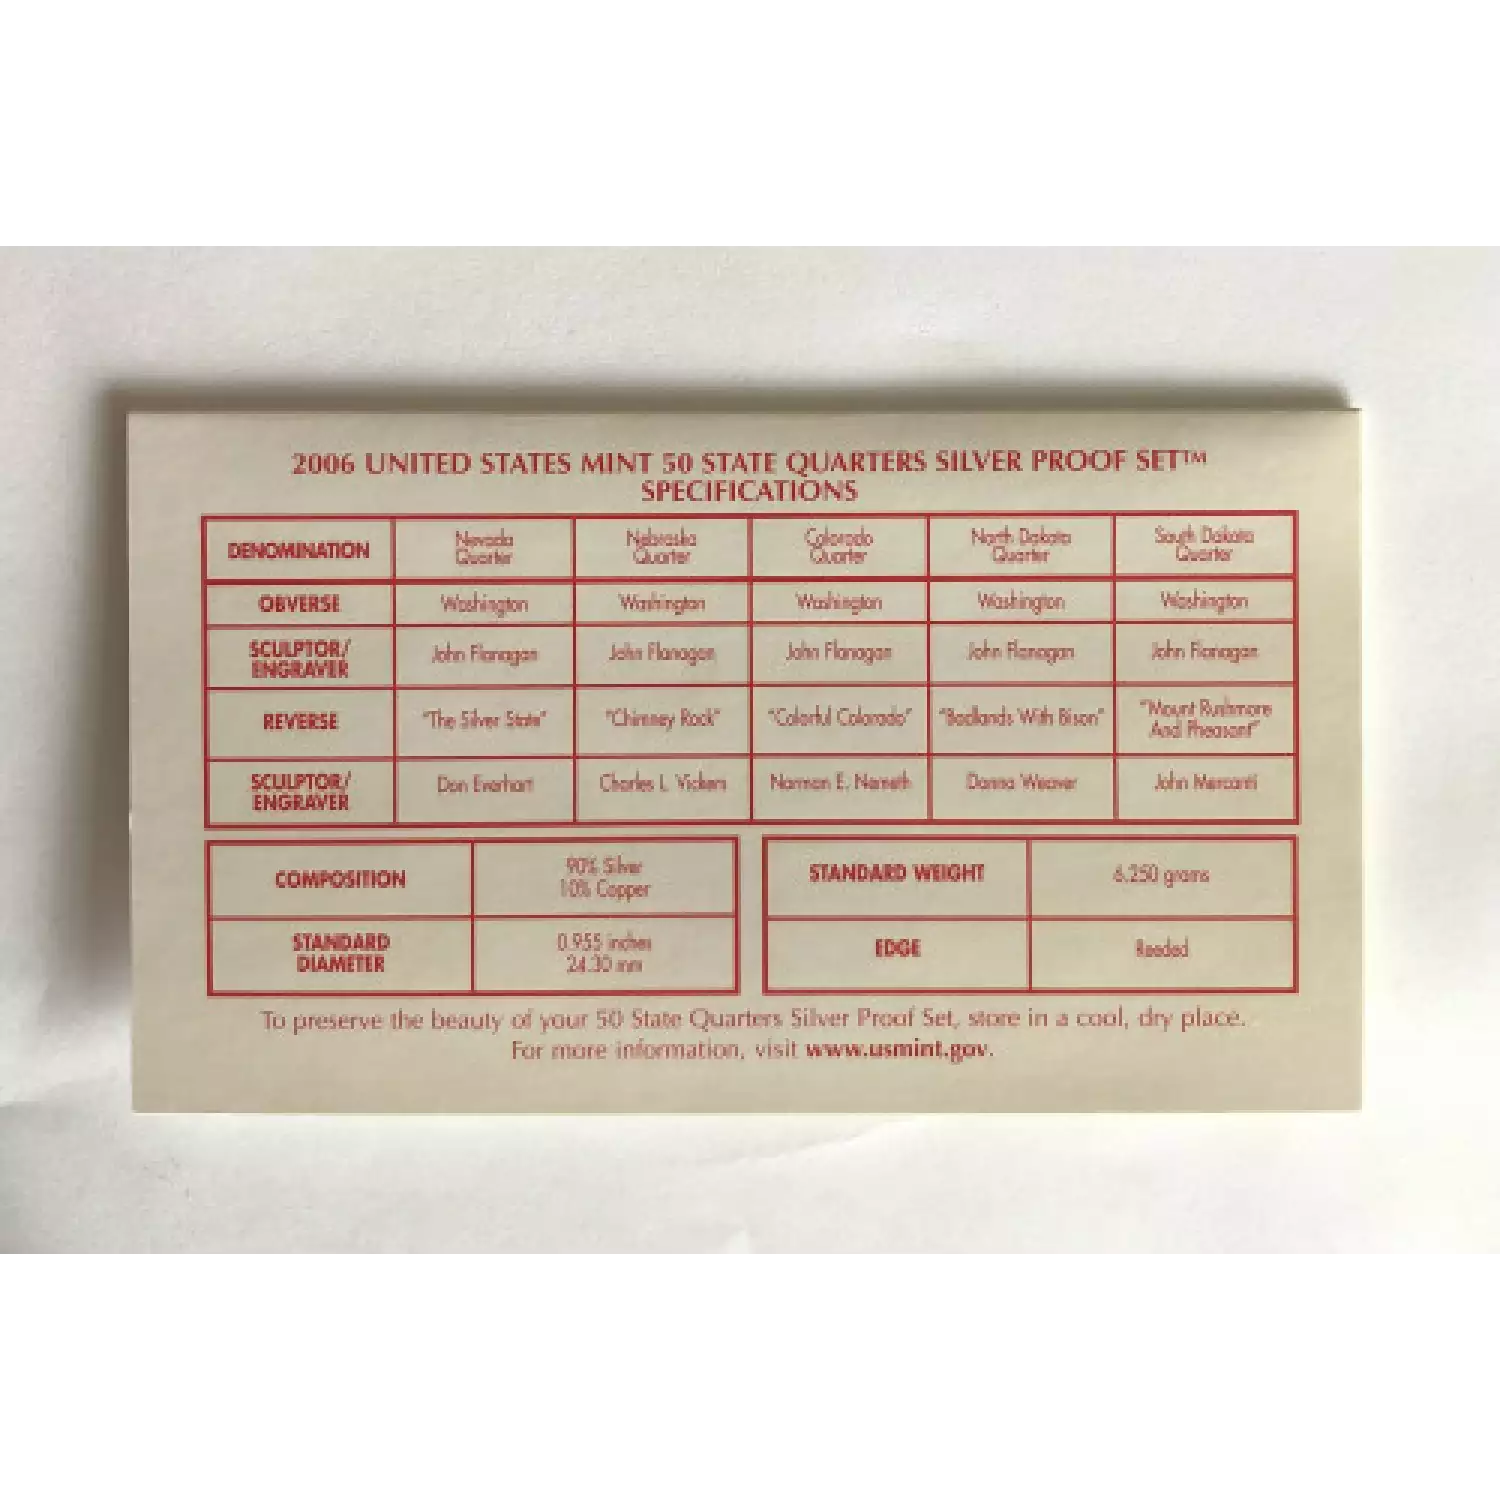 2006 UNITED STATES MINT 50 STATE QUARTERS SILVER PROOF SET™
SPECIFICATIONS
DENOMINATION
Nevada
Quarter
Nebraska
Quarter
Colorado
Quarter
North Dakota
Quarter
South Dakota
Quarter
OBVERSE
Washington
Washington
Washington
Washington
Washington
SCULPTOR/
ENGRAVER
John Flanagan
John Flanagan
John Flanagan
John Flanagan
John Flanagan
REVERSE
"The Silver State"
"Chimney Rock"
"Colorful Colorado"
"Badlands With Bison"
"Mount Rushmore
And Pheasant"
SCULPTOR/
ENGRAVER
Don Everhart
Charles L. Vickers
Norman E. Nemeth
Donna Weaver
John Mercanti
COMPOSITION
90% Silver
10% Copper
STANDARD
DIAMETER
0.955 inches
24.30 mm
STANDARD WEIGHT
6.250 grams
EDGE
Reeded
To preserve the beauty of your 50 State Quarters Silver Proof Set, store in a cool, dry place.
For more information, visit www.usmint.gov.